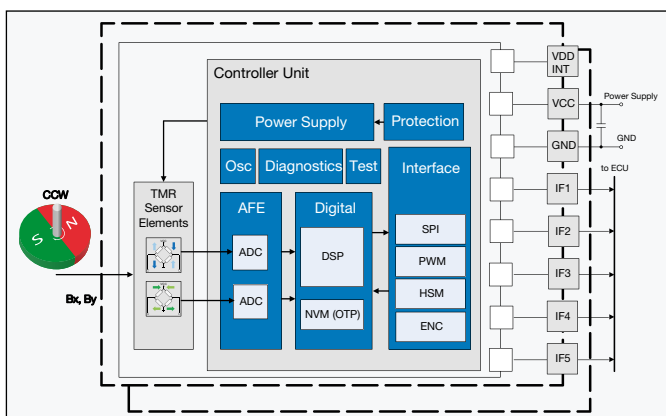 VDD
INT
Controller Unit
VCC
Power Supply
Power Supply
Protection
GND
GND
Osc
Diagnostics
Test
Interface
to ECU
CCW
S
N
TMR
Sensor
Elements
AFE
Digital
IF1
ADC
DSP
SPI
IF2
PWM
Bx, By
IF3
ADC
NVM (OTP)
HSM
IF4
ENC
IF5